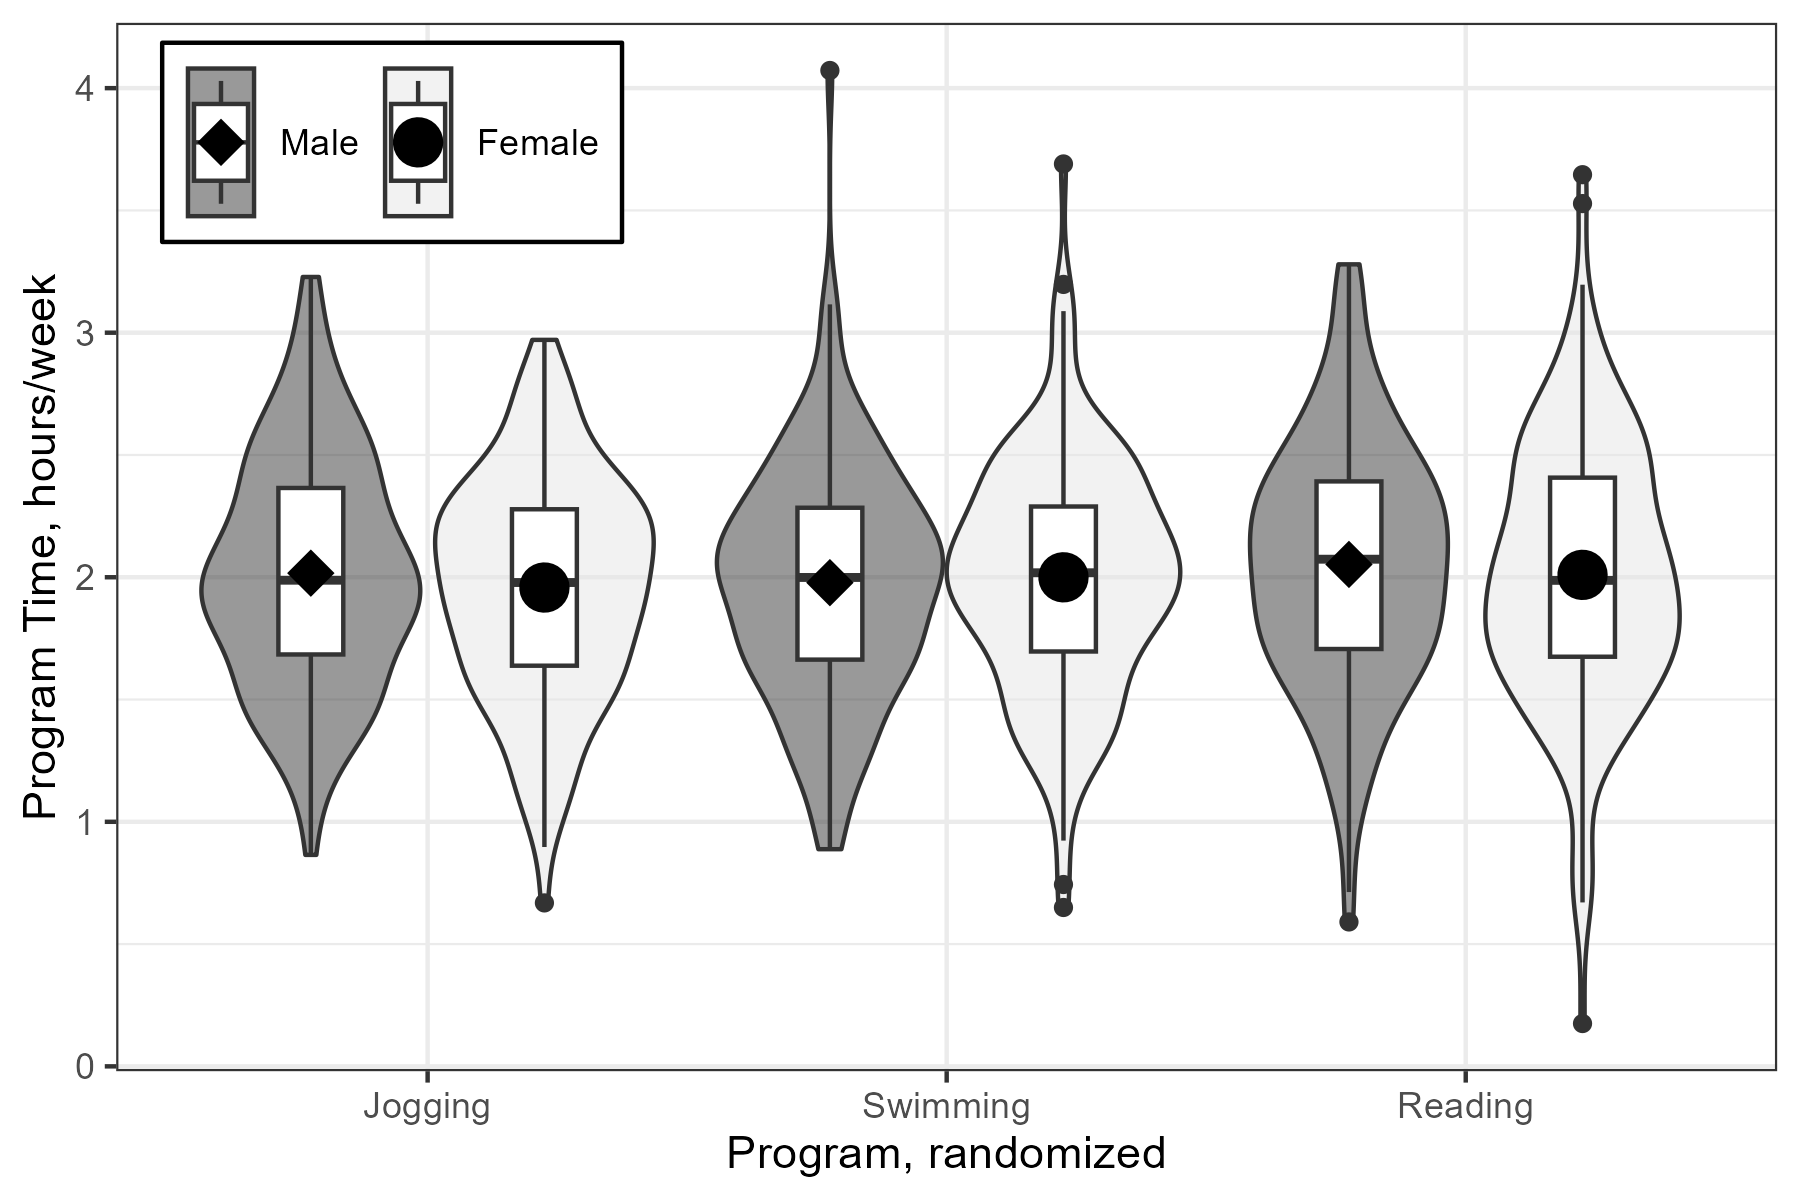 Male Female
4
3
2
1
0
Program Time, hours/week
Jogging Swimming Reading
Program, randomized